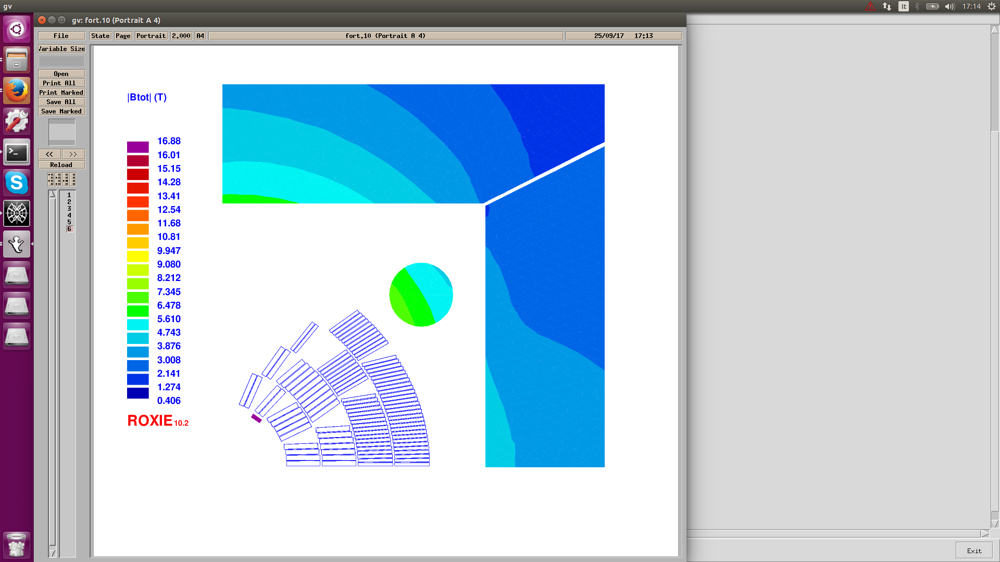 gv
It
17:14
gv: fort.10 (Portrait A 4)
File
State
Page
Portrait
2.000
A4
fort.10 (Portrait A 4)
25/09/17 17:13
Variable Size
Open
Print All
Print Marked
Save All
Save Marked
<<
>>
Reload
1
2
3
4
5
6
|Btot| (T)
16.88
16.01
15.15
14.28
13.41
12.54
11.68
10.81
9.947
9.080
8.212
7.345
6.478
5.610
4.743
3.876
3.008
2.141
1.274
0.406
ROXIE 10.2
Exit